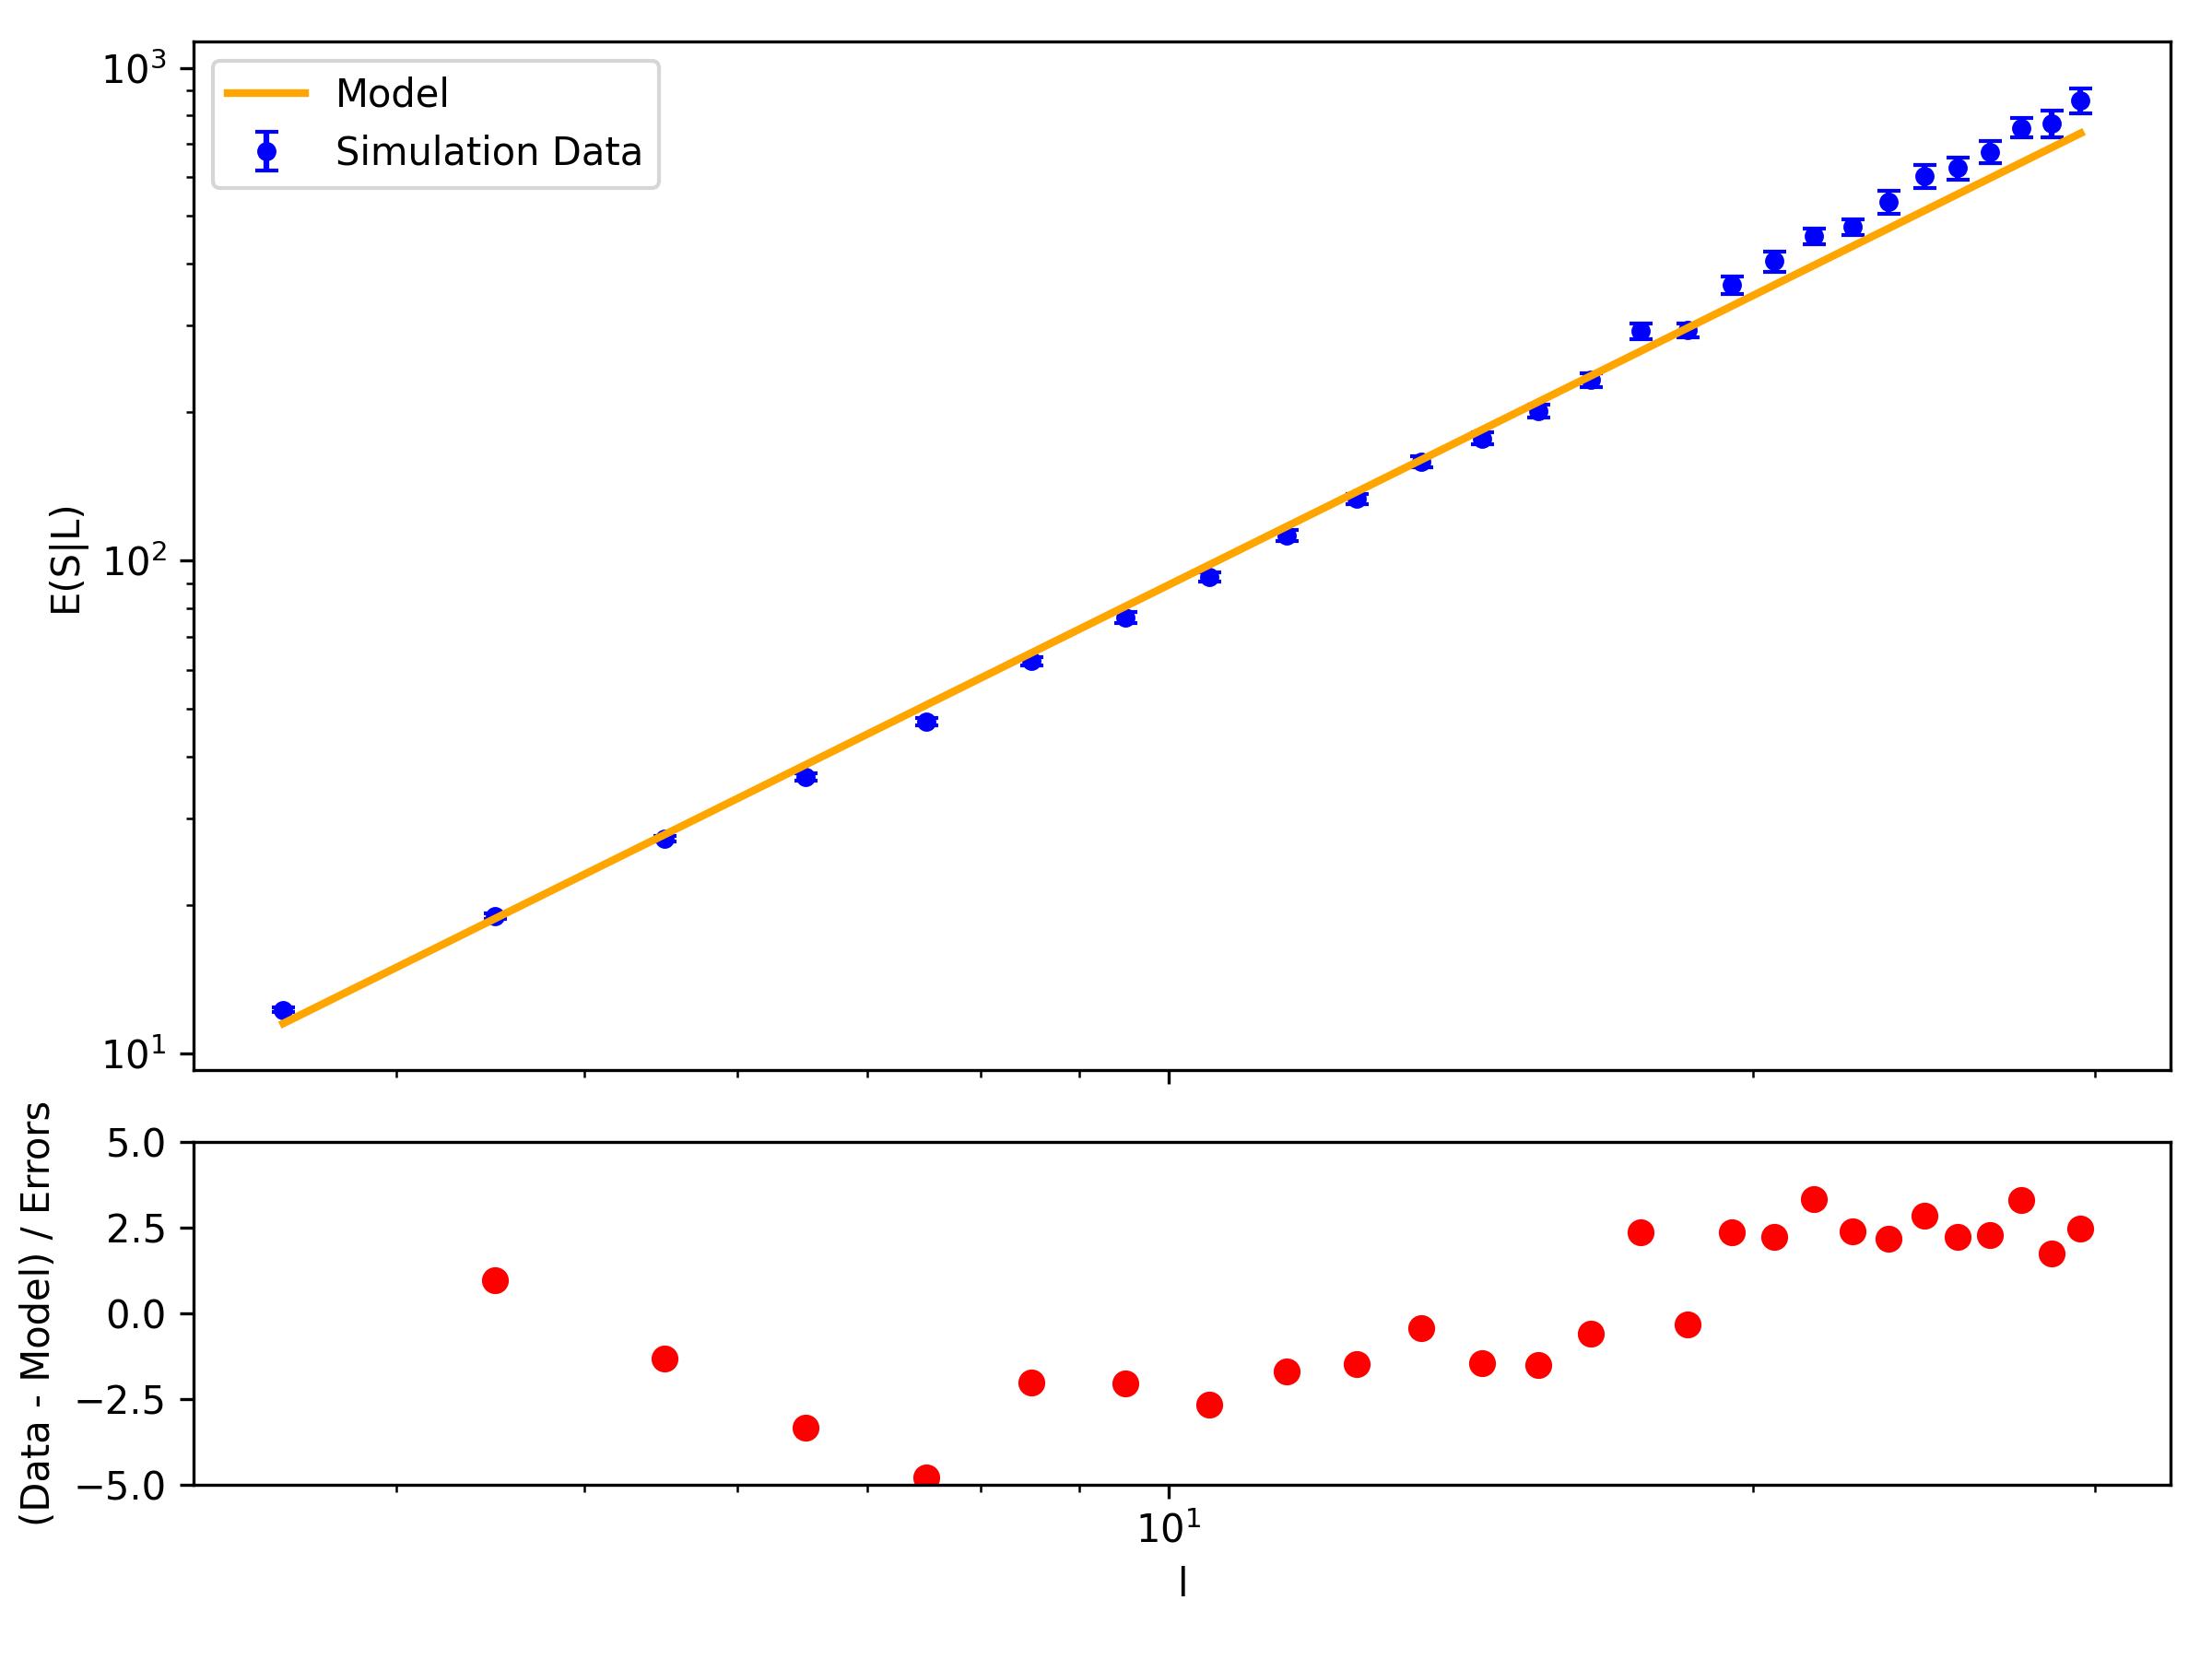 10³
Model
Simulation Data
E(S|L)
10²
10¹
(Data - Model) / Errors
5.0
2.5
0.0
−2.5
−5.0
10¹
l